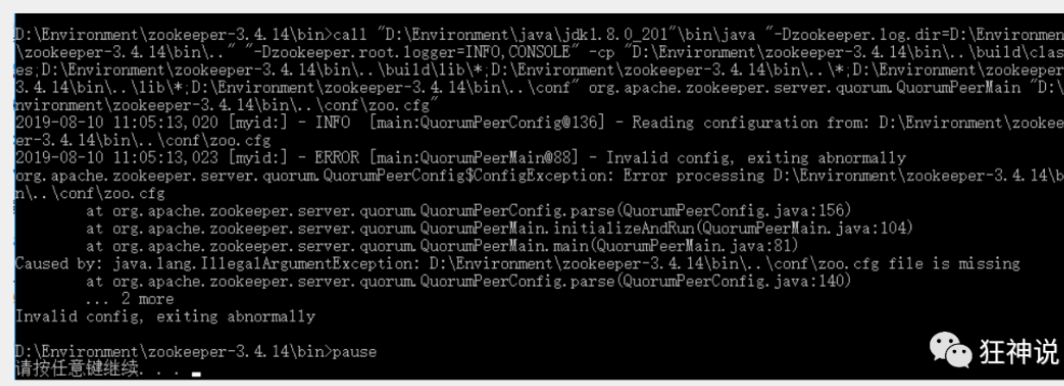 D:\Environment\zookeeper-3.4.14\bin>call "D:\Environment\java\jdk1.8.0_201"\bin\java "-Dzookeeper.log.dir=D:\Environment
\zookeeper-3.4.14\bin\.." "-Dzookeeper.root.logger=INFO,CONSOLE" -cp "D:\Environment\zookeeper-3.4.14\bin\..\build\class
es;D:\Environment\zookeeper-3.4.14\bin\..\build\lib\*;D:\Environment\zookeeper-3.4.14\bin\..\*;D:\Environment\zookeeper-
3.4.14\bin\..\lib\*;D:\Environment\zookeeper-3.4.14\bin\..\conf" org.apache.zookeeper.server.quorum.QuorumPeerMain "D:\E
nvironment\zookeeper-3.4.14\bin\..\conf\zoo.cfg"
2019-08-10 11:05:13,020 [myid:] - INFO  [main:QuorumPeerConfig@136] - Reading configuration from: D:\Environment\zookee
er-3.4.14\bin\..\conf\zoo.cfg
2019-08-10 11:05:13,023 [myid:] - ERROR [main:QuorumPeerMain@88] - Invalid config, exiting abnormally
org.apache.zookeeper.server.quorum.QuorumPeerConfig$ConfigException: Error processing D:\Environment\zookeeper-3.4.14\b
n\..\conf\zoo.cfg
at org.apache.zookeeper.server.quorum.QuorumPeerConfig.parse(QuorumPeerConfig.java:156)
at org.apache.zookeeper.server.quorum.QuorumPeerMain.initializeAndRun(QuorumPeerMain.java:104)
at org.apache.zookeeper.server.quorum.QuorumPeerMain.main(QuorumPeerMain.java:81)
Caused by: java.lang.IllegalArgumentException: D:\Environment\zookeeper-3.4.14\bin\..\conf\zoo.cfg file is missing
at org.apache.zookeeper.server.quorum.QuorumPeerConfig.parse(QuorumPeerConfig.java:140)
... 2 more
Invalid config, exiting abnormally
D:\Environment\zookeeper-3.4.14\bin>pause
请按任意键继续. . .
狂神说